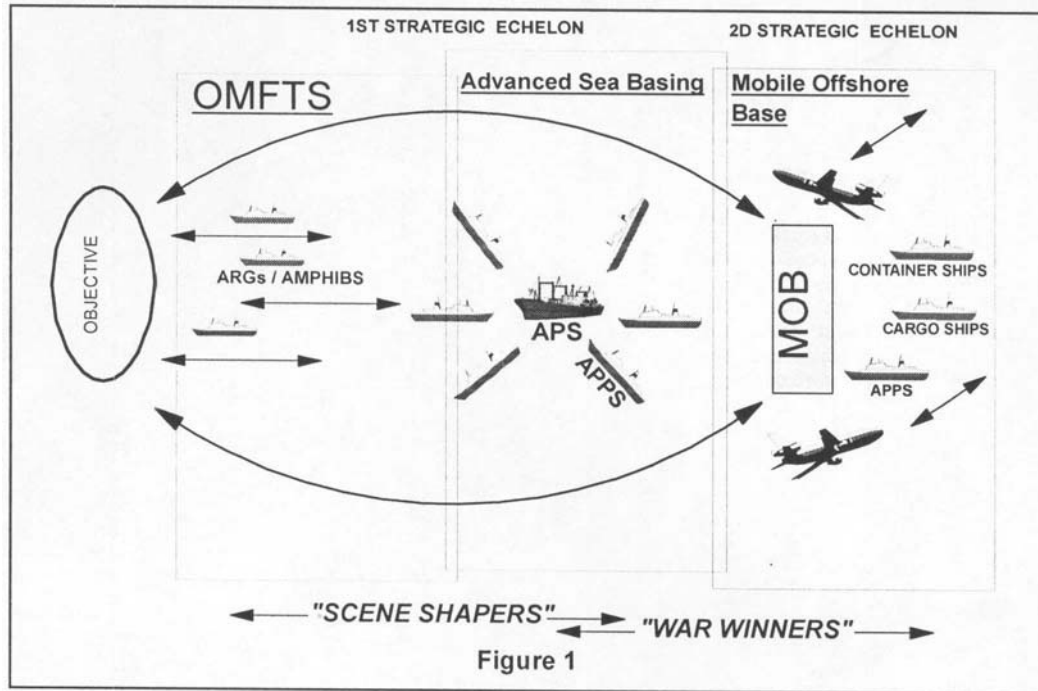 1ST STRATEGIC ECHELON
2D STRATEGIC ECHELON
OMFTS
Advanced Sea Basing
Mobile Offshore
Base
OBJECTIVE
ARGs / AMPHIBS
APS
APPS
MOB
CONTAINER SHIPS
CARGO SHIPS
APPS
"SCENE SHAPERS"
"WAR WINNERS"
Figure 1